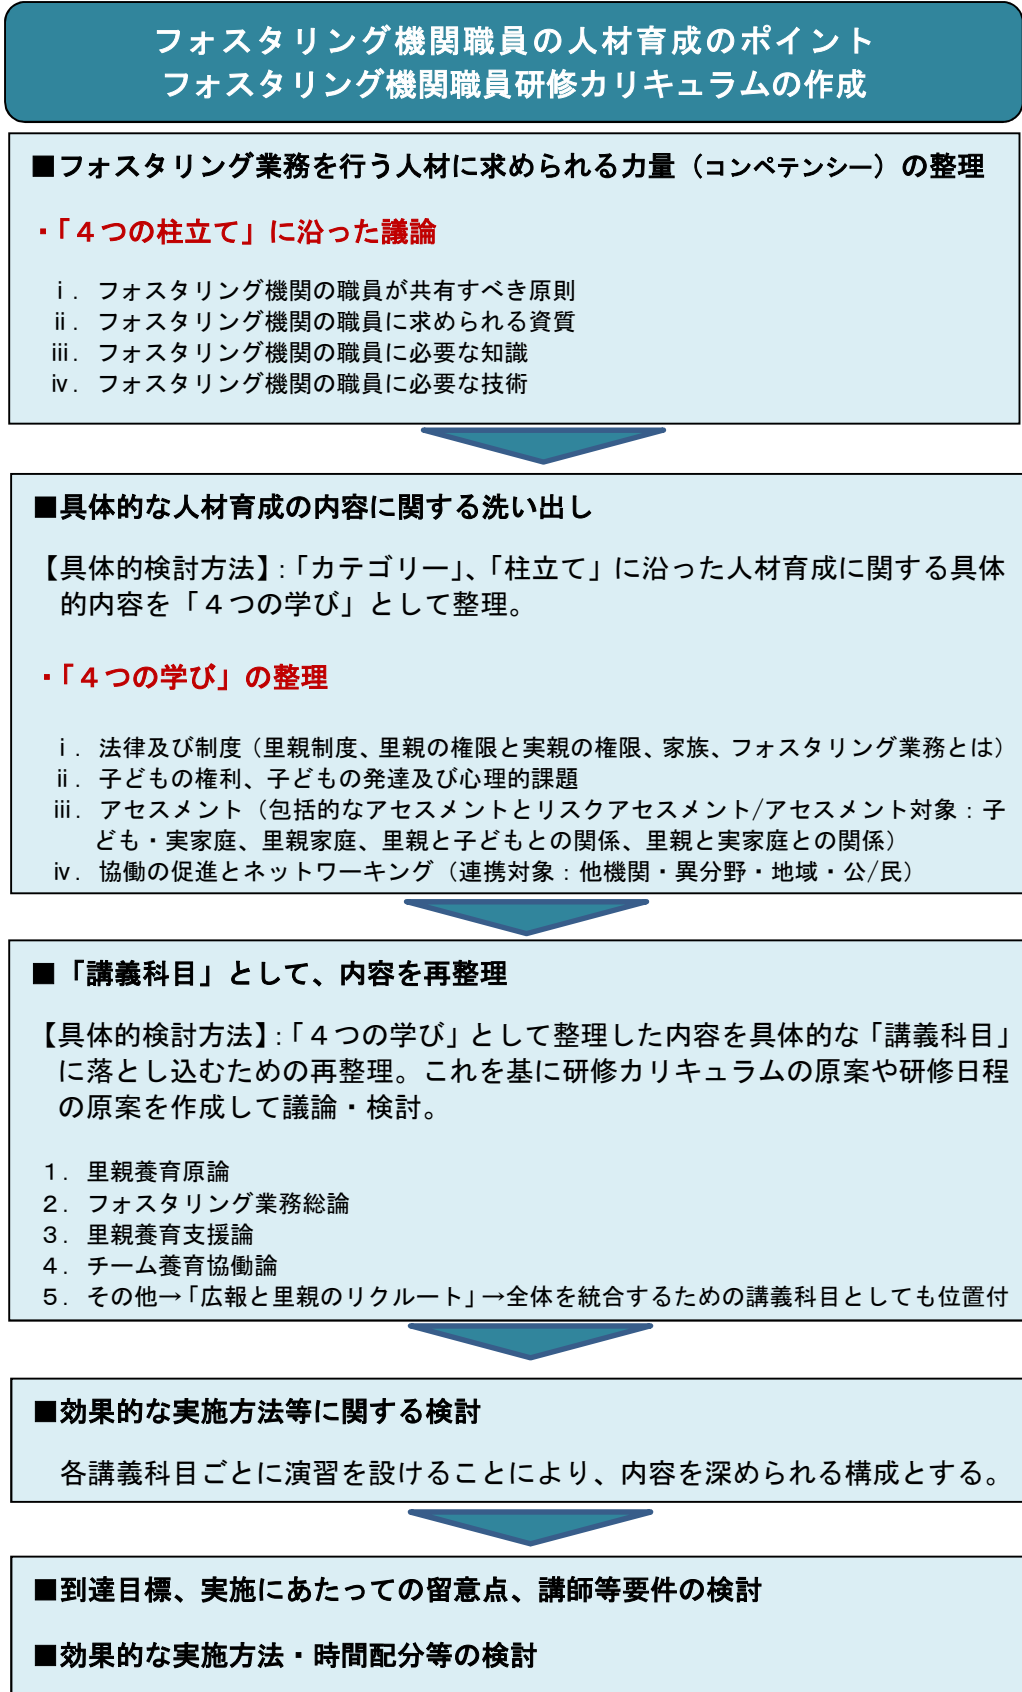 フォスタリング機関職員の人材育成のポイント
フォスタリング機関職員研修カリキュラムの作成
■フォスタリング業務を行う人材に求められる力量（コンペテンシー）の整理
・「４つの柱立て」に沿った議論
ⅰ．フォスタリング機関の職員が共有すべき原則
ⅱ．フォスタリング機関の職員に求められる資質
ⅲ．フォスタリング機関の職員に必要な知識
ⅳ．フォスタリング機関の職員に必要な技術
■具体的な人材育成の内容に関する洗い出し
【具体的検討方法】：「カテゴリー」、「柱立て」に沿った人材育成に関する具体
的内容を「４つの学び」として整理。
・「４つの学び」の整理
ⅰ．法律及び制度（里親制度、里親の権限と実親の権限、家族、フォスタリング業務とは）
ⅱ．子どもの権利、子どもの発達及び心理的課題
ⅲ．アセスメント（包括的なアセスメントとリスクアセスメント/アセスメント対象：子
ども・実家庭、里親家庭、里親と子どもとの関係、里親と実家庭との関係）
ⅳ．協働の促進とネットワーキング（連携対象：他機関・異分野・地域・公/民）
■「講義科目」として、内容を再整理
【具体的検討方法】：「４つの学び」として整理した内容を具体的な「講義科目」
に落とし込むための再整理。これを基に研修カリキュラムの原案や研修日程
の原案を作成して議論・検討。
１．里親養育原論
２．フォスタリング業務総論
３．里親養育支援論
４．チーム養育協働論
５．その他→「広報と里親のリクルート」→全体を統合するための講義科目としても位置付
■効果的な実施方法等に関する検討
各講義科目ごとに演習を設けることにより、内容を深められる構成とする。
■到達目標、実施にあたっての留意点、講師等要件の検討
■効果的な実施方法・時間配分等の検討